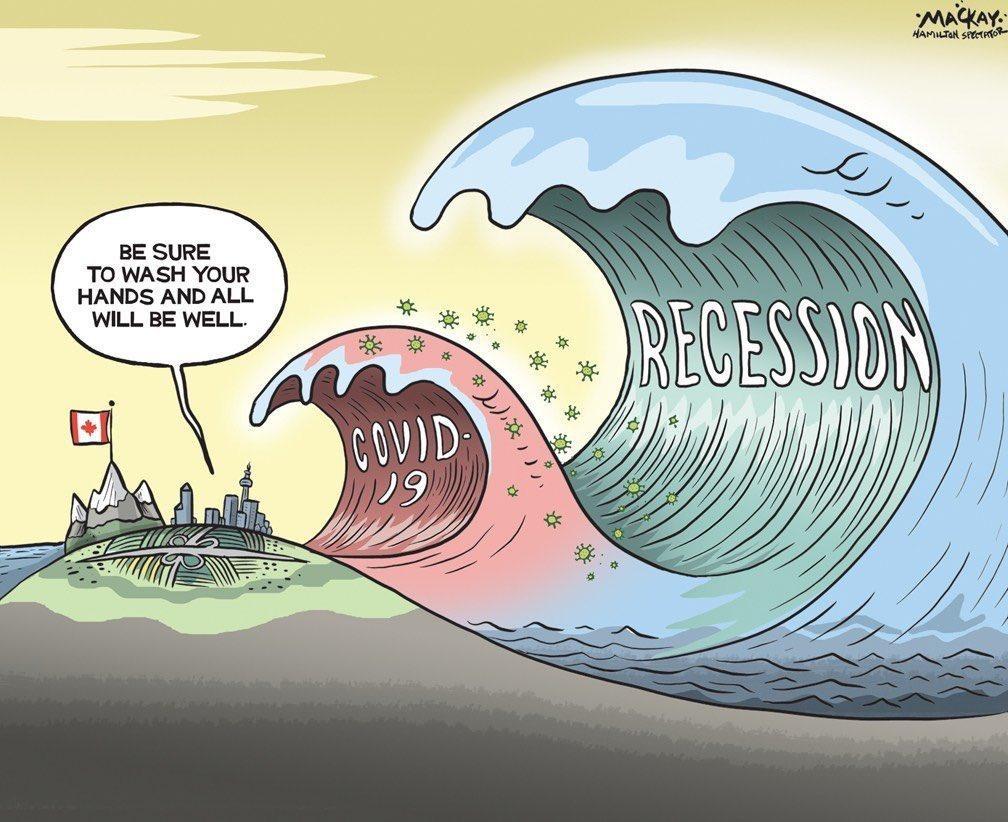 ·MACKAY·
HAMILTON SPECTATOR
BE SURE
TO WASH YOUR
HANDS AND ALL
WILL BE WELL.
COVID-
19
RECESSION